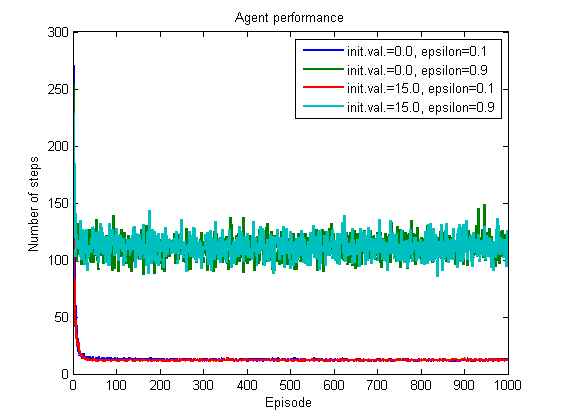 Agent performance
init.val.=0.0, epsilon=0.1
init.val.=0.0, epsilon=0.9
init.val.=15.0, epsilon=0.1
init.val.=15.0, epsilon=0.9
Number of steps
300
250
200
150
100
50
0
0 100 200 300 400 500 600 700 800 900 1000
Episode